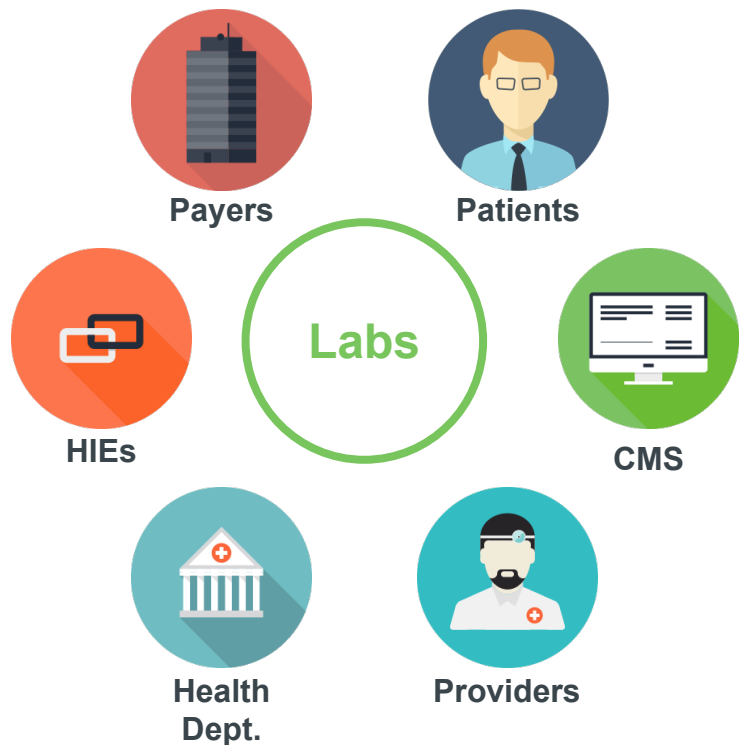 Payers
Patients
Labs
HIEs
CMS
Health
Dept.
Providers